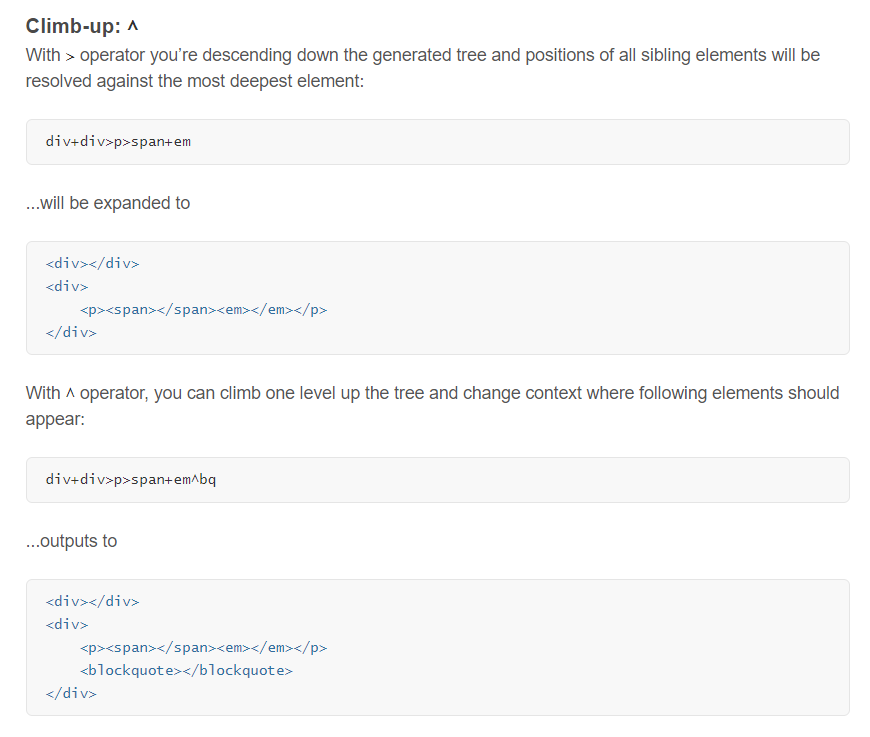 Climb-up: ^
With > operator you’re descending down the generated tree and positions of all sibling elements will be
resolved against the most deepest element:
div+div>p>span+em
...will be expanded to
<div></div>
<div>
    <p><span></span><em></em></p>
</div>
With ^ operator, you can climb one level up the tree and change context where following elements should
appear:
div+div>p>span+em^bq
...outputs to
<div></div>
<div>
    <p><span></span><em></em></p>
    <blockquote></blockquote>
</div>